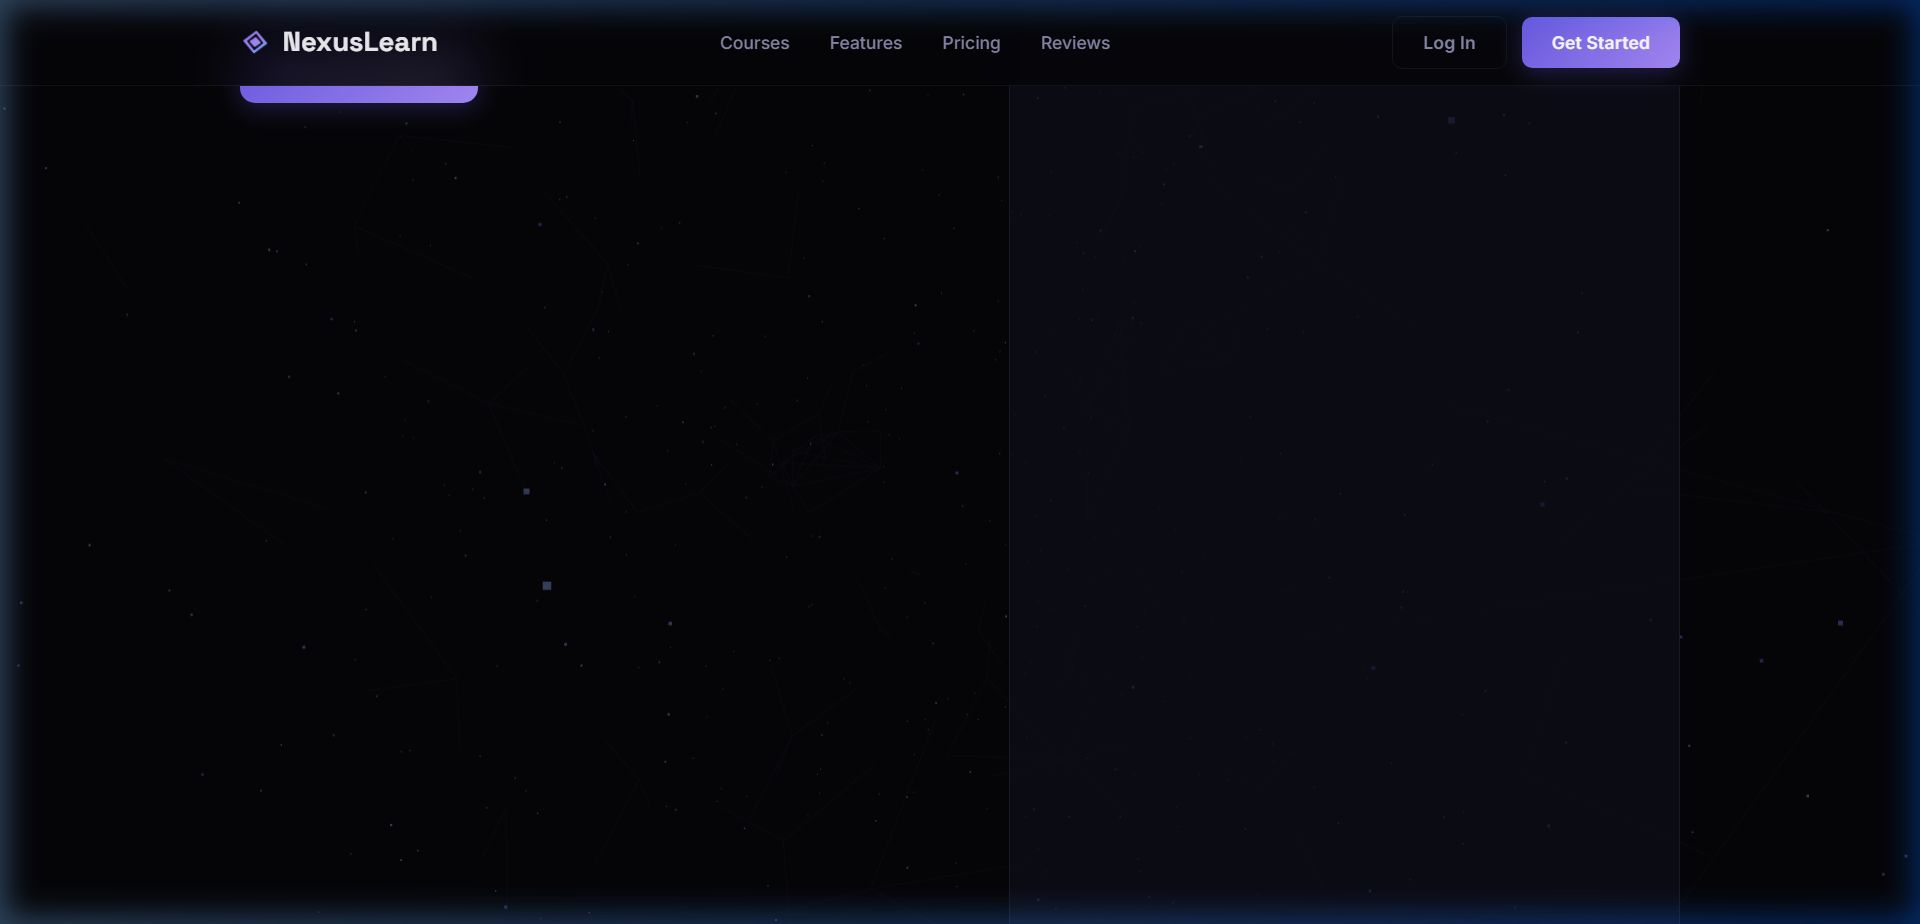 NexusLearn
Courses
Features
Pricing
Reviews
Log In
Get Started